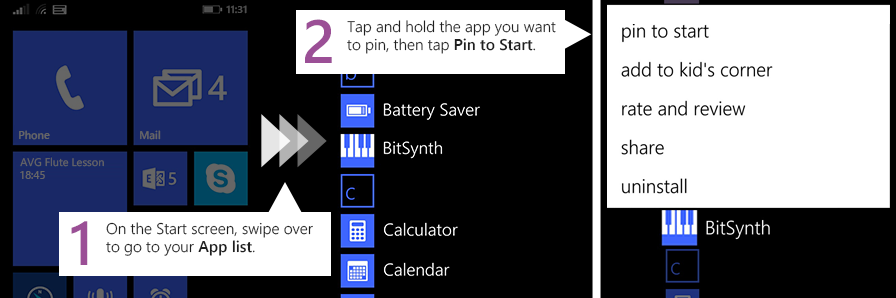 11:31
Phone
4
Mail
AVG Flute Lesson
18:45
E 5
S
1
On the Start screen, swipe over
to go to your App list.
2
Tap and hold the app you want
to pin, then tap Pin to Start.
b
Battery Saver
BitSynth
c
Calculator
Calendar
pin to start
add to kid's corner
rate and review
share
uninstall
BitSynth
c